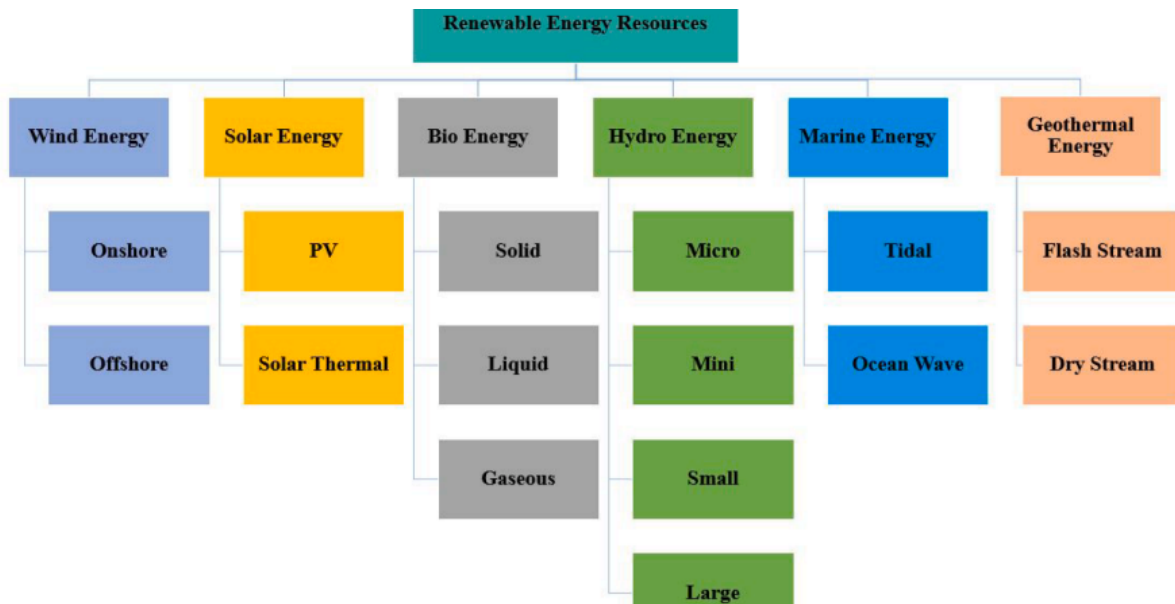 Renewable Energy Resources
Wind Energy
Solar Energy
Bio Energy
Hydro Energy
Marine Energy
Geothermal
Energy
Onshore
PV
Solid
Micro
Tidal
Flash Stream
Offshore
Solar Thermal
Liquid
Mini
Ocean Wave
Dry Stream
Gaseous
Small
Large